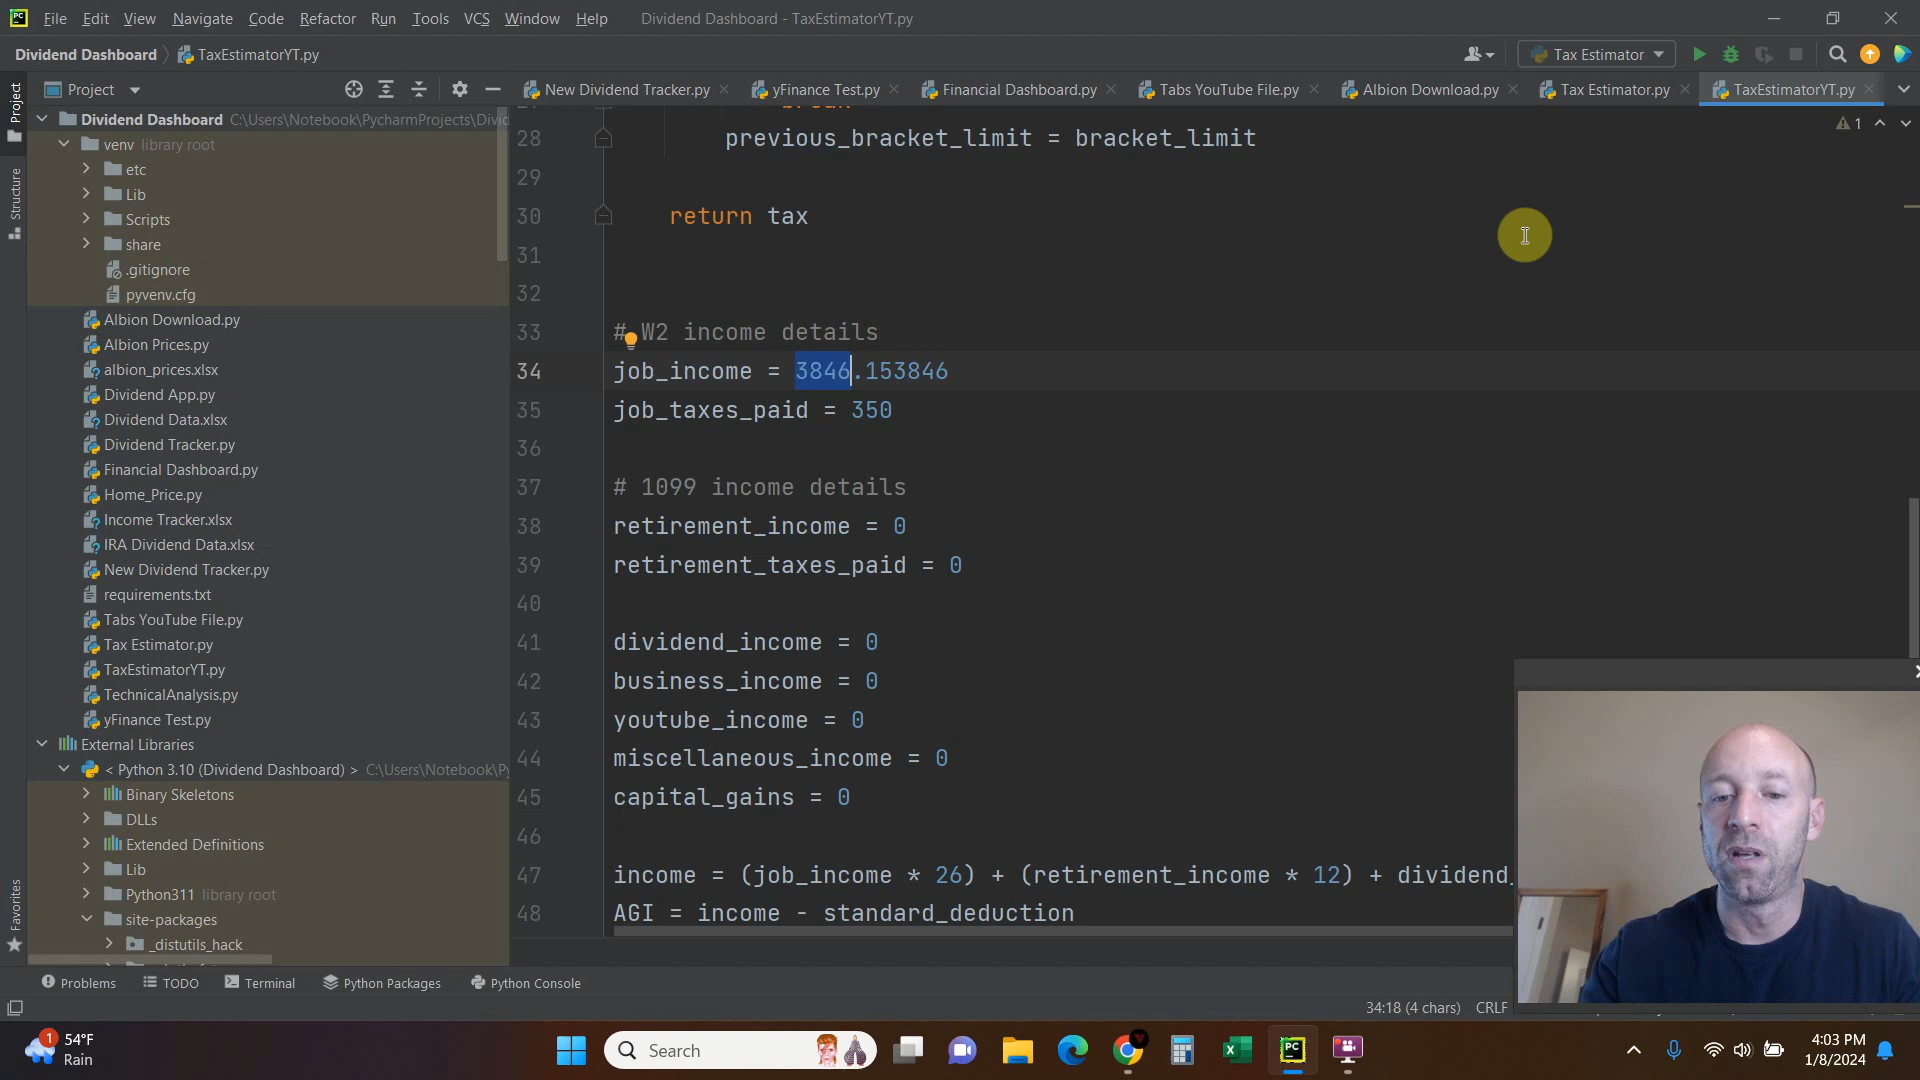 File Edit View Navigate Code Refactor Run Tools VCS Window Help Dividend Dashboard - TaxEstimatorYT.py
Dividend Dashboard TaxEstimatorYT.py
Tax Estimator
Project
New Dividend Tracker.py yFinance Test.py Financial Dashboard.py Tabs YouTube File.py Albion Download.py Tax Estimator.py TaxEstimatorYT.py
Project
Structure
Favorites
Dividend Dashboard C:\Users\Notebook\PycharmProjects\Divid
venv library root
etc
Lib
Scripts
share
.gitignore
pyvenv.cfg
Albion Download.py
Albion Prices.py
albion_prices.xlsx
Dividend App.py
Dividend Data.xlsx
Dividend Tracker.py
Financial Dashboard.py
Home_Price.py
Income Tracker.xlsx
IRA Dividend Data.xlsx
New Dividend Tracker.py
requirements.txt
Tabs YouTube File.py
Tax Estimator.py
TaxEstimatorYT.py
TechnicalAnalysis.py
yFinance Test.py
External Libraries
< Python 3.10 (Dividend Dashboard) > C:\Users\Notebook\Py
Binary Skeletons
DLLs
Extended Definitions
Lib
Python311 library root
site-packages
_distutils_hack
27 break
1
28 previous_bracket_limit = bracket_limit
29
30 return tax
31
32
33 # W2 income details
34 job_income = 3846.153846
35 job_taxes_paid = 350
36
37 # 1099 income details
38 retirement_income = 0
39 retirement_taxes_paid = 0
40
41 dividend_income = 0
42 business_income = 0
43 youtube_income = 0
44 miscellaneous_income = 0
45 capital_gains = 0
46
47 income = (job_income * 26) + (retirement_income * 12) + dividend_
48 AGI = income - standard_deduction
Problems TODO Terminal Python Packages Python Console
34:18 (4 chars) CRLF
1
54°F
Rain
Search
PC
4:03 PM
1/8/2024